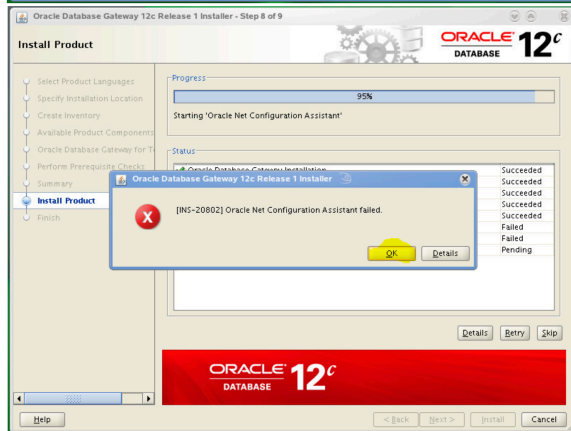 Oracle Database Gateway 12c Release 1 Installer - Step 8 of 9
Install Product
ORACLE
DATABASE
12c
Select Product Languages
Specify Installation Location
Create Inventory
Available Product Components
Oracle Database Gateway for T
Perform Prerequisite Checks
Summary
Install Product
Finish
Progress
95%
Starting 'Oracle Net Configuration Assistant'
Status
Oracle Database Gateway Installation Succeeded
Succeeded
Succeeded
Succeeded
Succeeded
Failed
Failed
Pending
Oracle Database Gateway 12c Release 1 Installer
[INS-20802] Oracle Net Configuration Assistant failed.
OK Details
Details Retry Skip
ORACLE
DATABASE
12c
Help < Back Next > Install Cancel